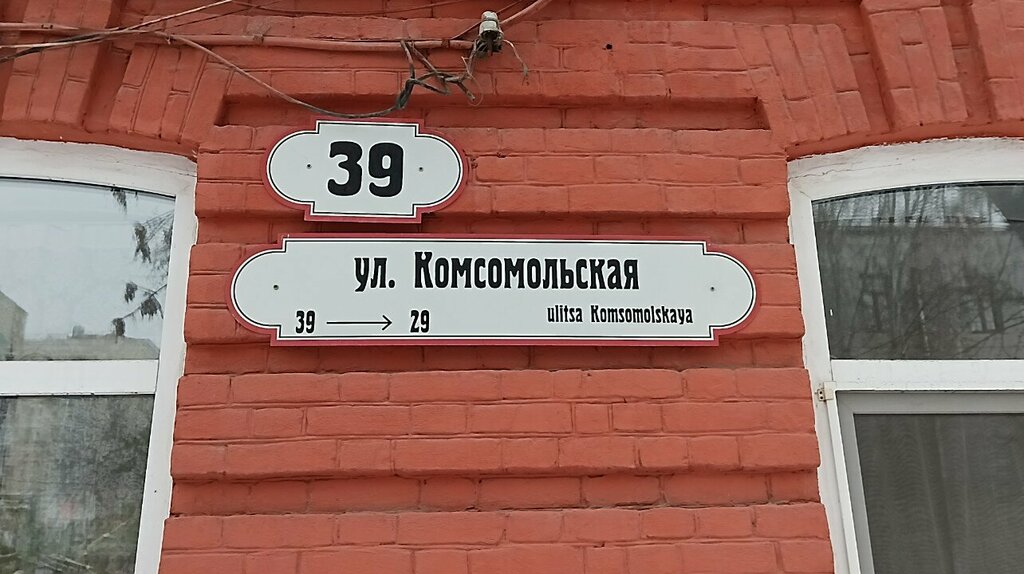 39
ул. Комсомольская
39 → 29
ulitsa Komsomolskaya